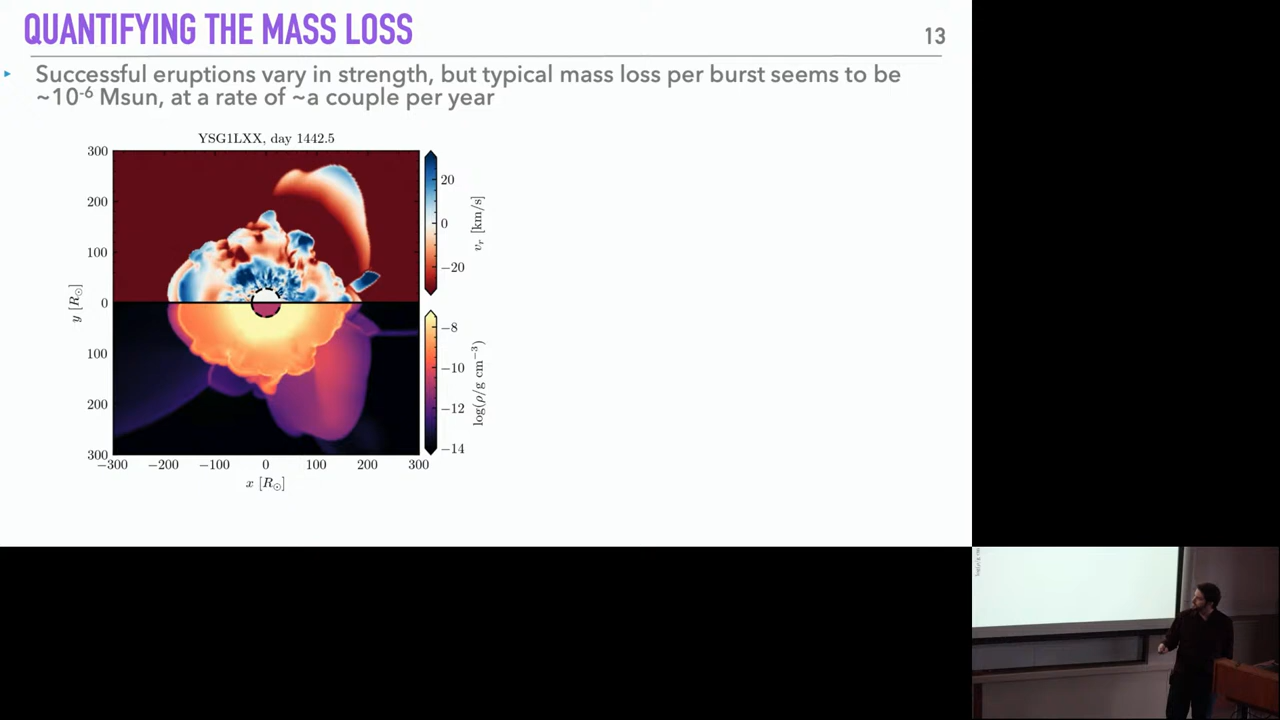 QUANTIFYING THE MASS LOSS
13
Successful eruptions vary in strength, but typical mass loss per burst seems to be
~10⁻⁶ Msun, at a rate of ~a couple per year
YSG1LXX, day 1442.5
300
200
100
0
100
200
300
y [R☉]
−300
−200
−100
0
100
200
300
x [R☉]
20
0
−20
vᵣ [km/s]
−8
−10
−12
−14
log(ρ/g cm⁻³)